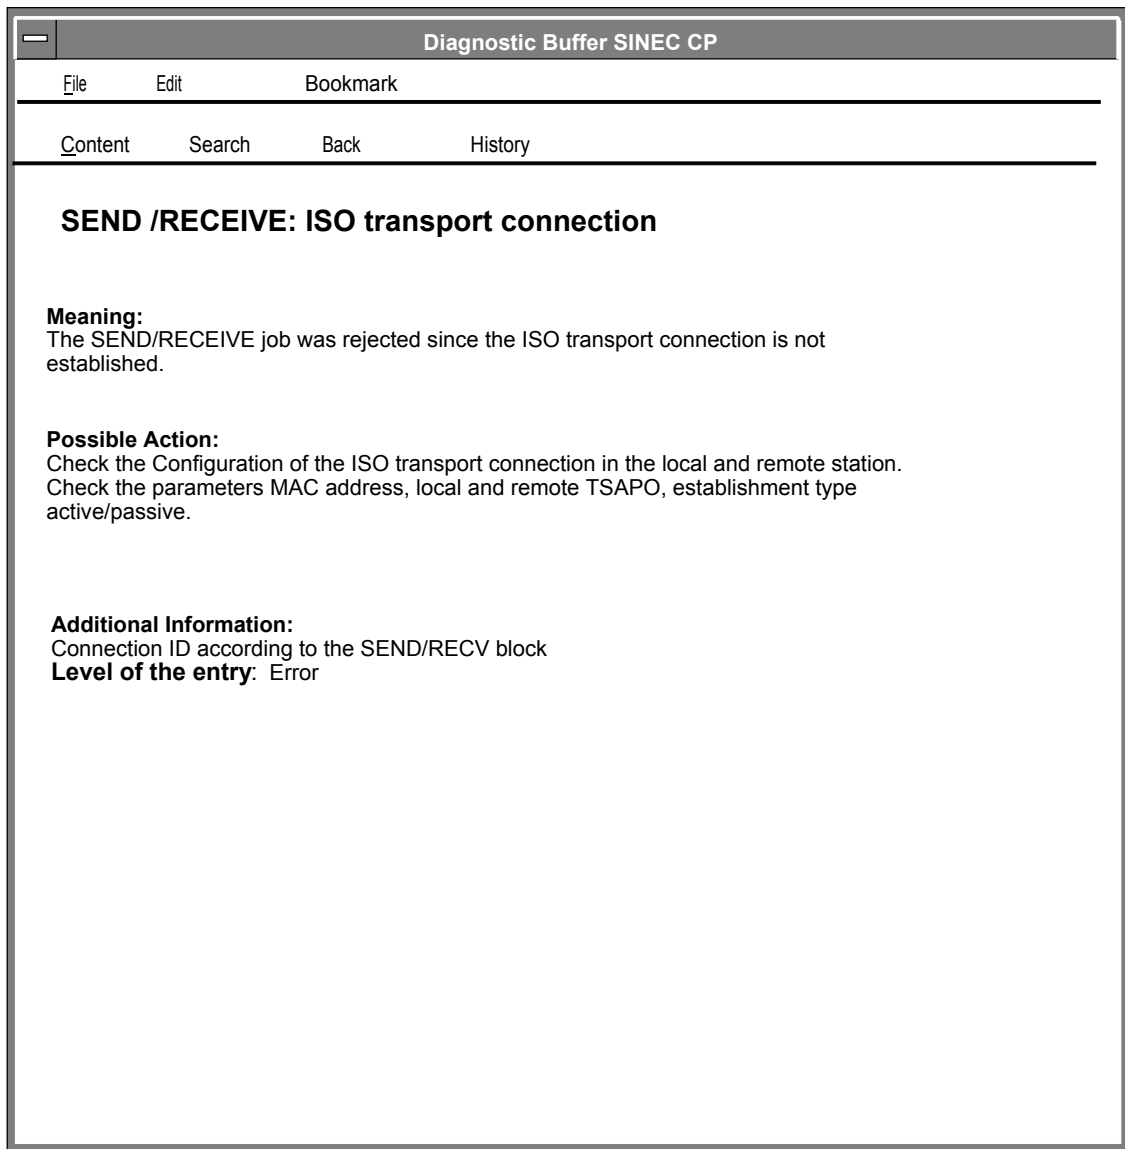 Diagnostic Buffer SINEC CP
File Edit Bookmark
Content Search Back History
SEND /RECEIVE: ISO transport connection
Meaning:
The SEND/RECEIVE job was rejected since the ISO transport connection is not
established.
Possible Action:
Check the Configuration of the ISO transport connection in the local and remote station.
Check the parameters MAC address, local and remote TSAPO, establishment type
active/passive.
Additional Information:
Connection ID according to the SEND/RECV block
Level of the entry: Error